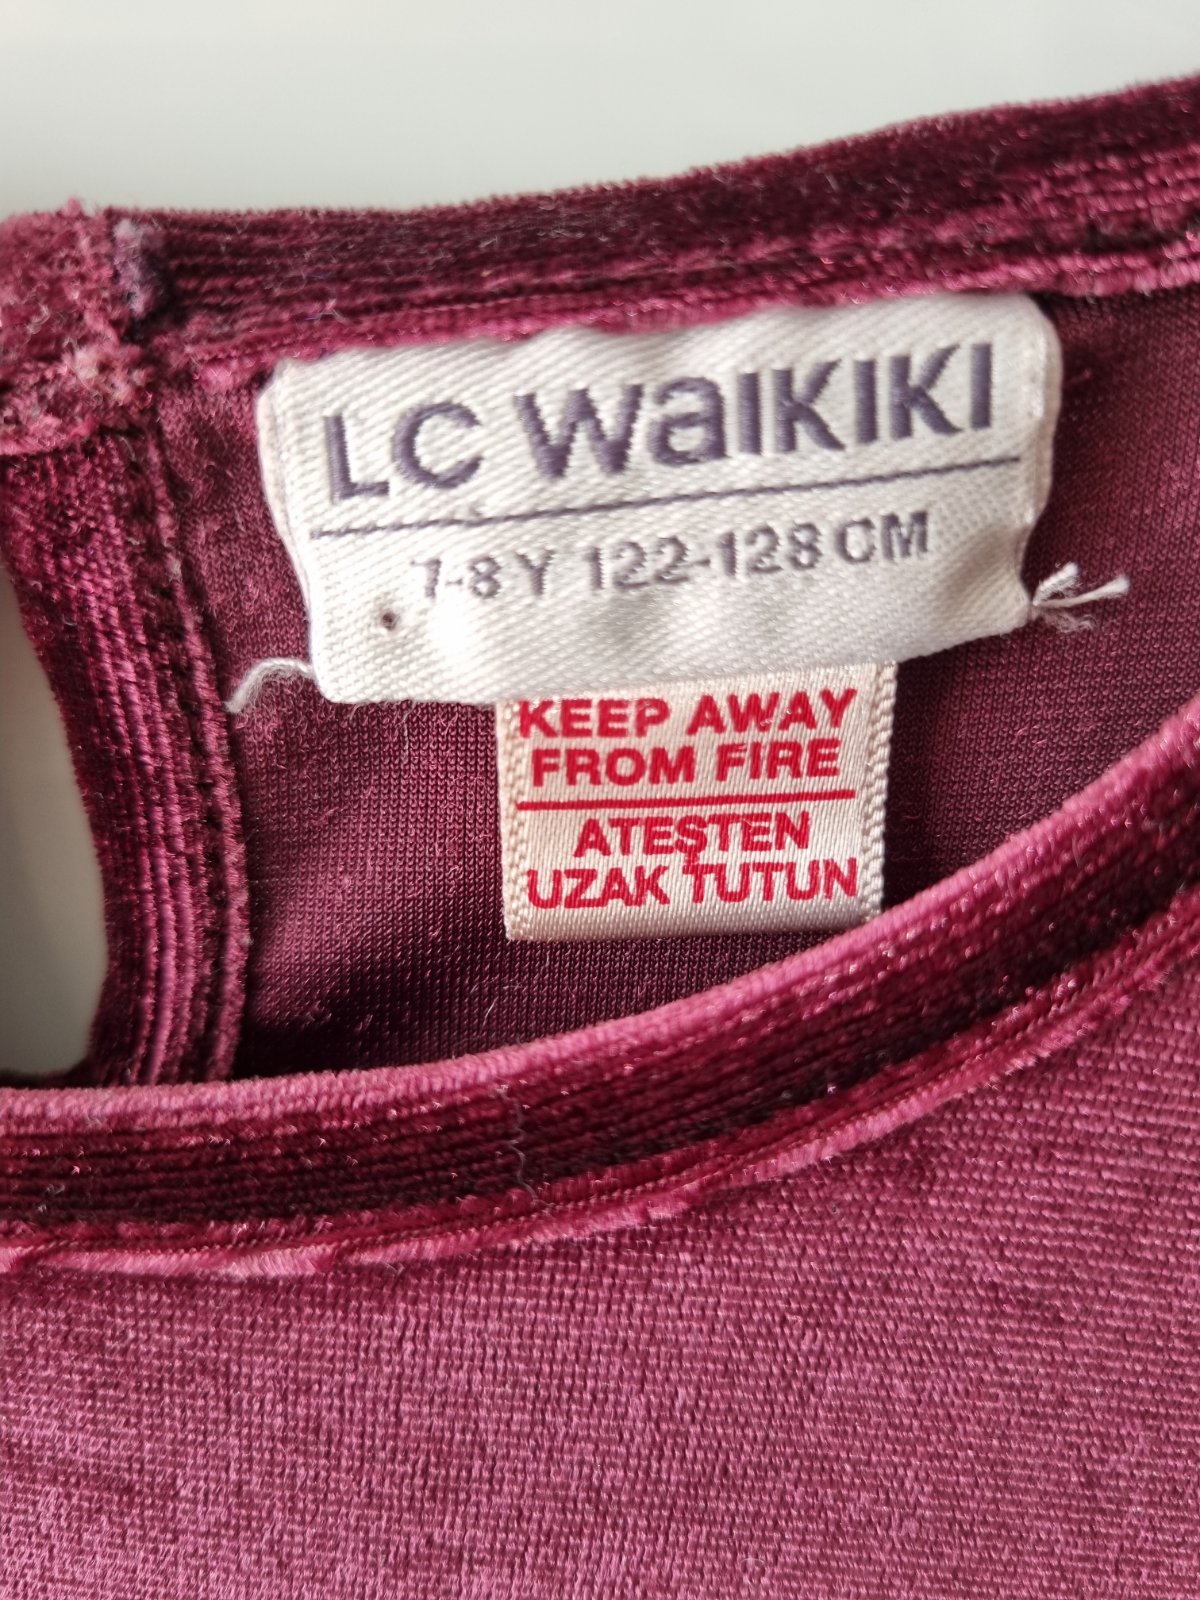 LC WaIKIKI
7-8 Y 122-128 CM
KEEP AWAY
FROM FIRE
ATEŞTEN
UZAK TUTUN